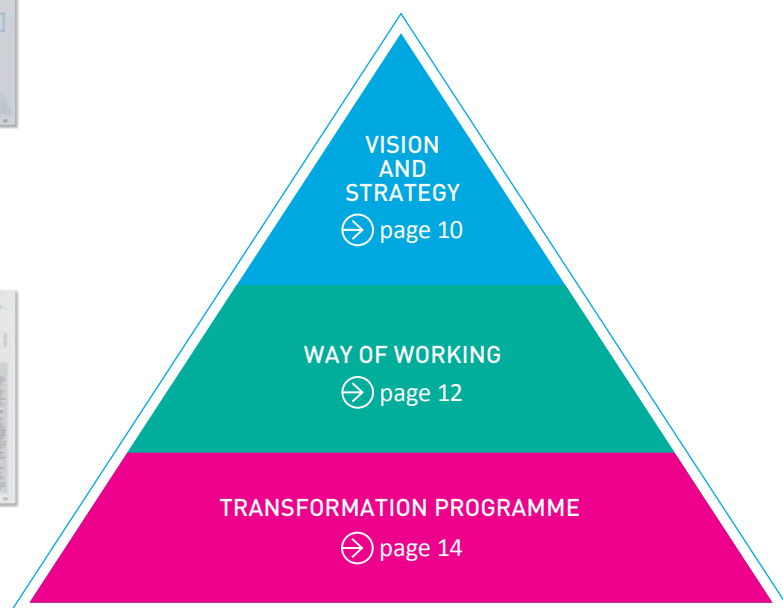 VISION
AND
STRATEGY
page 10
WAY OF WORKING
page 12
TRANSFORMATION PROGRAMME
page 14